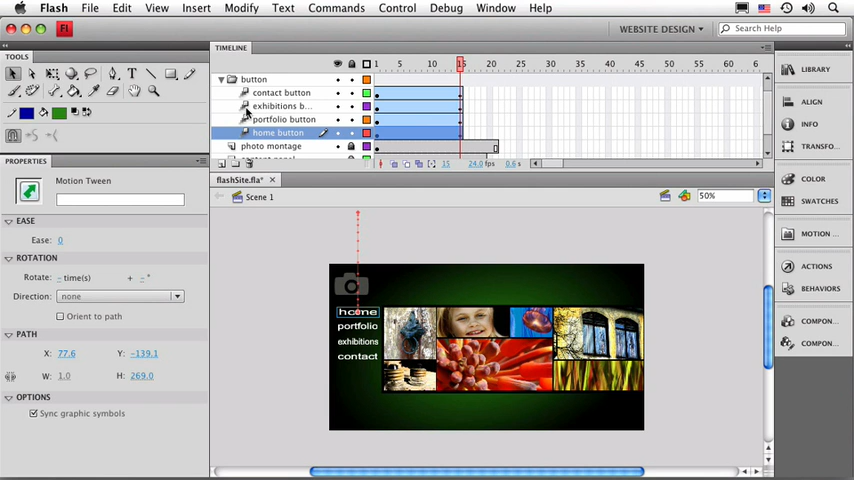 Flash File Edit View Insert Modify Text Commands Control Debug Window Help
WEBSITE DESIGN Search Help
TOOLS
TIMELINE
1 5 10 15 20 25 30 35 40 45 50 55 60 6
button
contact button
exhibitions b...
portfolio button
home button
photo montage
15 24.0 fps 0.6 s
PROPERTIES
Motion Tween
EASE
Ease: 0
ROTATION
Rotate: - time(s) + - °
Direction: none
Orient to path
PATH
X: 77.6 Y: -139.1
W: 1.0 H: 269.0
OPTIONS
Sync graphic symbols
flashSite.fla*
Scene 1
50%
home
portfolio
exhibitions
contact
LIBRARY
ALIGN
INFO
TRANSFO...
COLOR
SWATCHES
MOTION ...
ACTIONS
BEHAVIORS
COMPON...
COMPON...